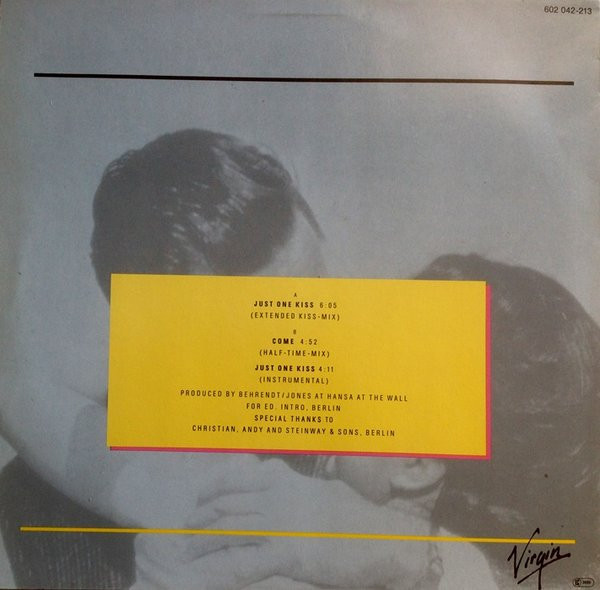 602 042-213
A
JUST ONE KISS 6:05
(EXTENDED KISS-MIX)
B
COME 4:52
(HALF-TIME-MIX)
JUST ONE KISS 4:11
(INSTRUMENTAL)
PRODUCED BY BEHRENDT/JONES AT HANSA AT THE WALL
FOR ED. INTRO, BERLIN
SPECIAL THANKS TO
CHRISTIAN, ANDY AND STEINWAY & SONS, BERLIN
Virgin